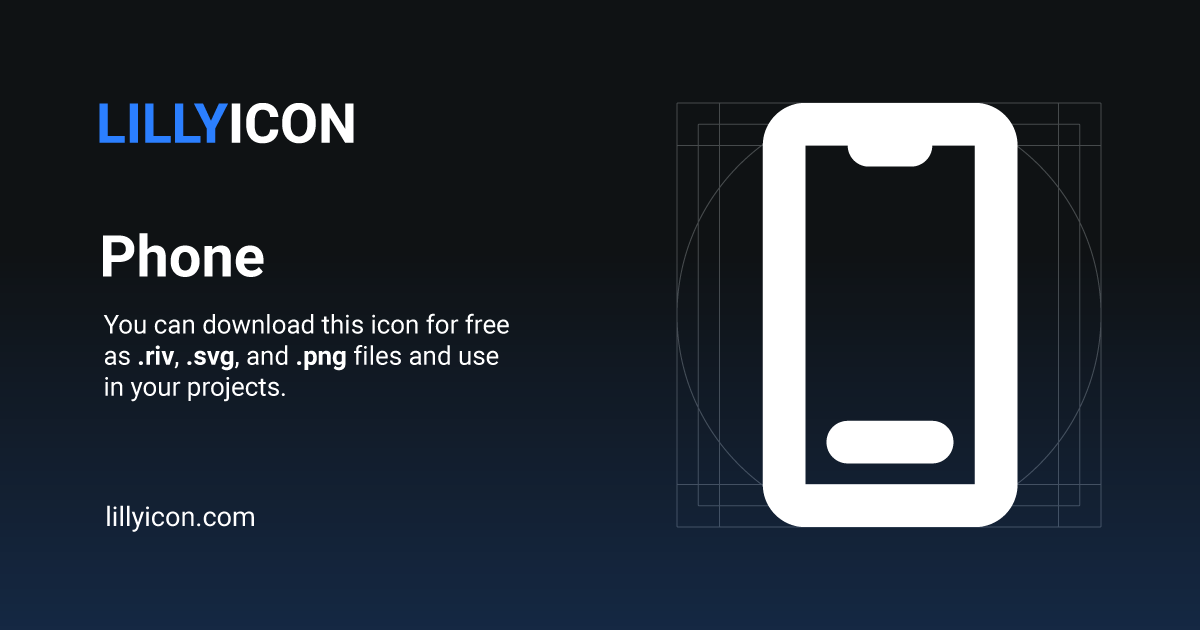 LILLYICON
Phone
You can download this icon for free
as .riv, .svg, and .png files and use
in your projects.
lillyicon.com